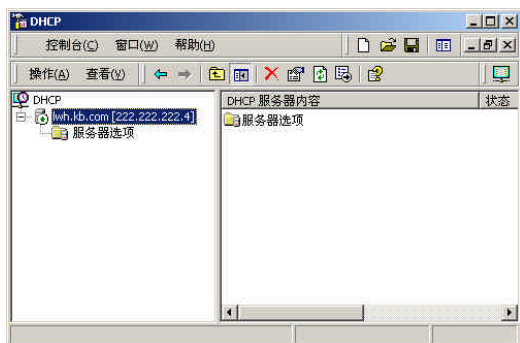 DHCP
控制台(C) 窗口(W) 帮助(H)
操作(A) 查看(V)
DHCP
lwh.kb.com [222.222.222.4]
服务器选项
DHCP 服务器内容 状态
服务器选项